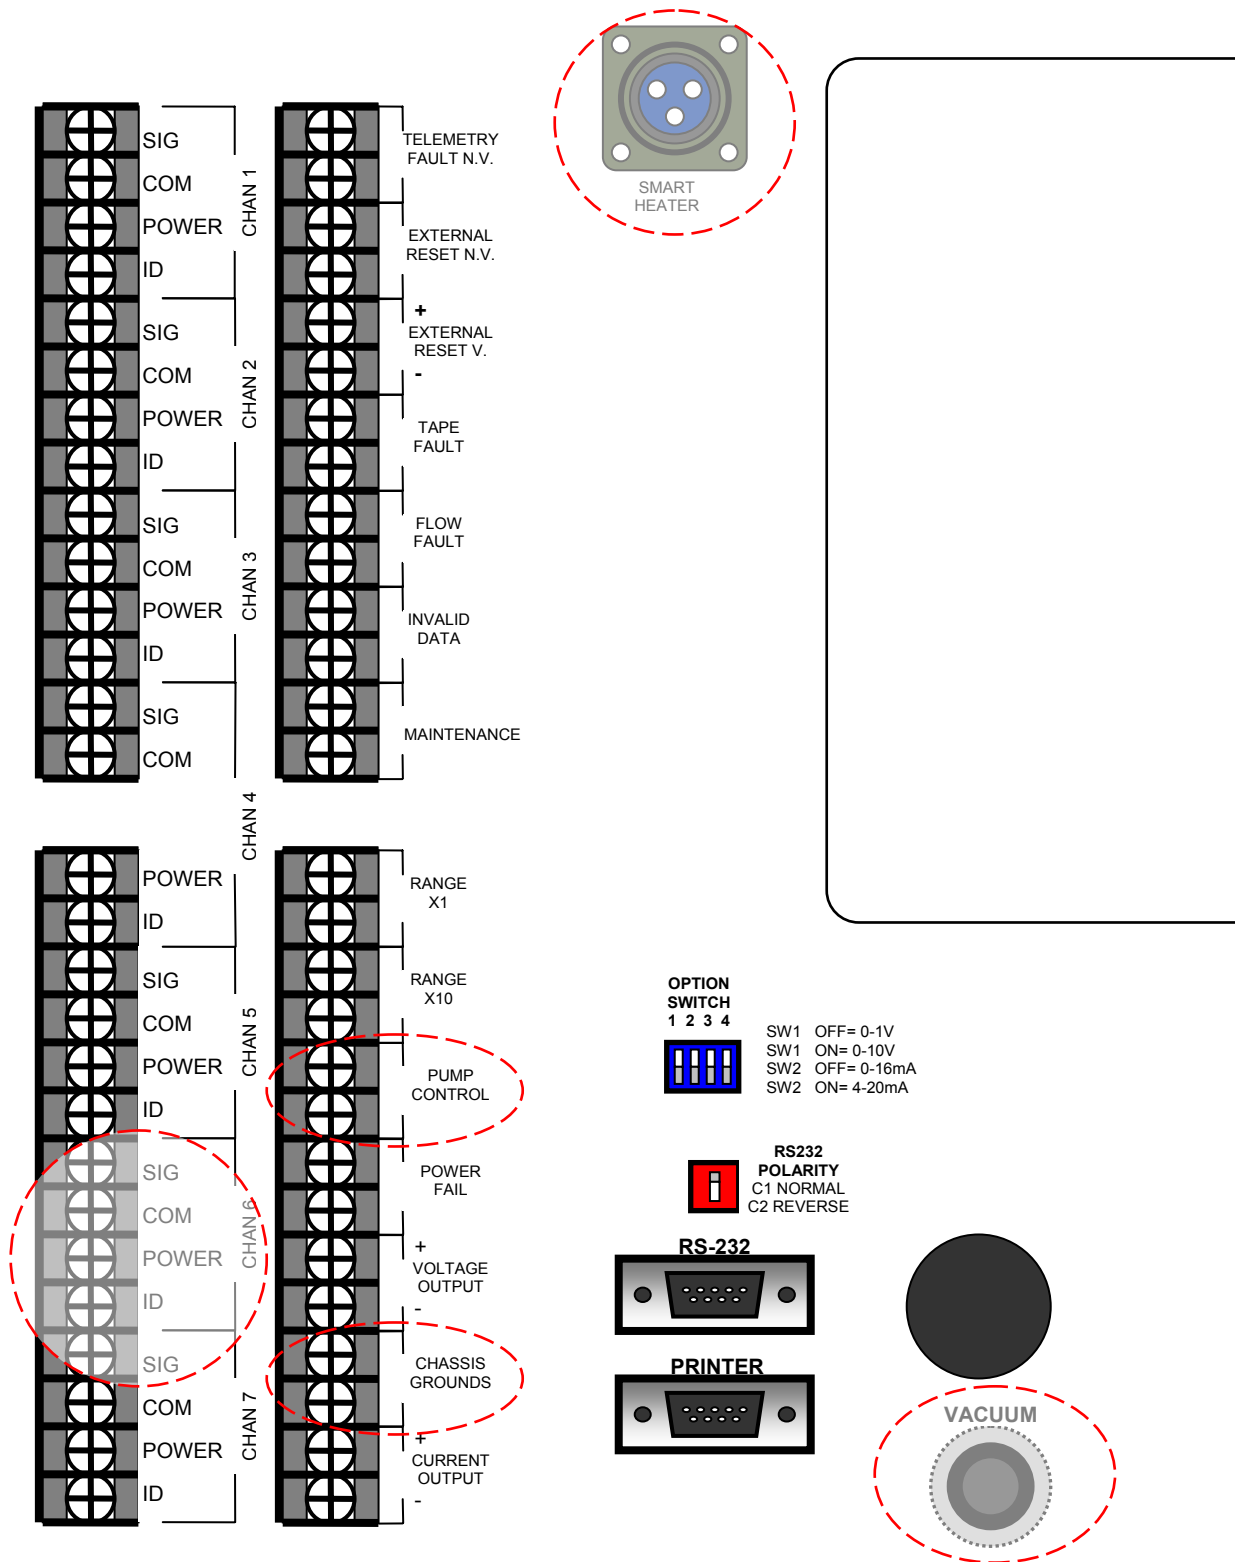 SIG
COM
POWER
ID
CHAN 1
SIG
COM
POWER
ID
CHAN 2
SIG
COM
POWER
ID
CHAN 3
SIG
COM
POWER
ID
CHAN 4
SIG
COM
POWER
ID
CHAN 5
SIG
COM
POWER
ID
CHAN 6
SIG
COM
POWER
ID
CHAN 7
TELEMETRY
FAULT N.V.
EXTERNAL
RESET N.V.
+
EXTERNAL
RESET V.
-
TAPE
FAULT
FLOW
FAULT
INVALID
DATA
MAINTENANCE
RANGE
X1
RANGE
X10
PUMP
CONTROL
POWER
FAIL
+
VOLTAGE
OUTPUT
-
CHASSIS
GROUNDS
+
CURRENT
OUTPUT
-
SMART
HEATER
OPTION
SWITCH
1 2 3 4
SW1 OFF= 0-1V
SW1 ON= 0-10V
SW2 OFF= 0-16mA
SW2 ON= 4-20mA
RS232
POLARITY
C1 NORMAL
C2 REVERSE
RS-232
PRINTER
VACUUM